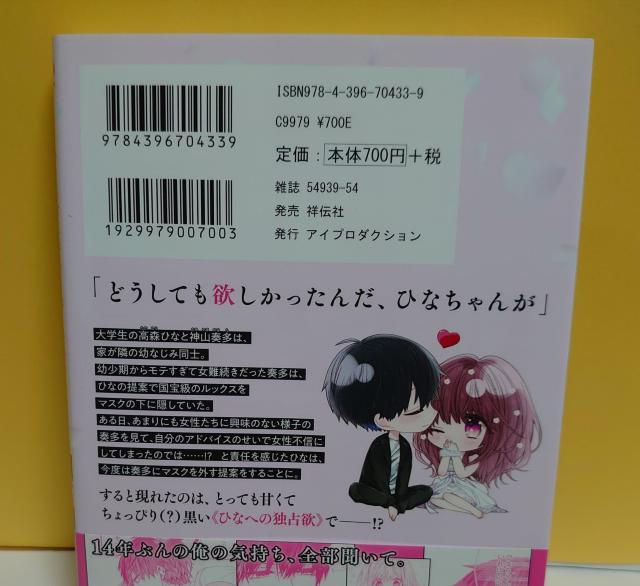 ISBN978-4-396-70433-9
C9979 ¥700E
9784396704339
定価：本体700円＋税
雑誌 54939-54
発売 祥伝社
1929979007003
発行 アイプロダクション
「どうしても欲しかったんだ、ひなちゃんが」
大学生の高森ひなと神山奏多は、
家が隣の幼なじみ同士。
幼少期からモテすぎて女難続きだった奏多は、
ひなの提案で国宝級のルックスを
マスクの下に隠していた。
ある日、あまりにも女性たちに興味のない様子の
奏多を見て、自分のアドバイスのせいで女性不信に
してしまったのでは……!? と責任を感じたひなは、
今度は奏多にマスクを外す提案をすることに。
すると現れたのは、とっても甘くて
ちょっぴり(?)黒い《ひなへの独占欲》で――!?
14年ぶんの俺の気持ち、全部聞いて。